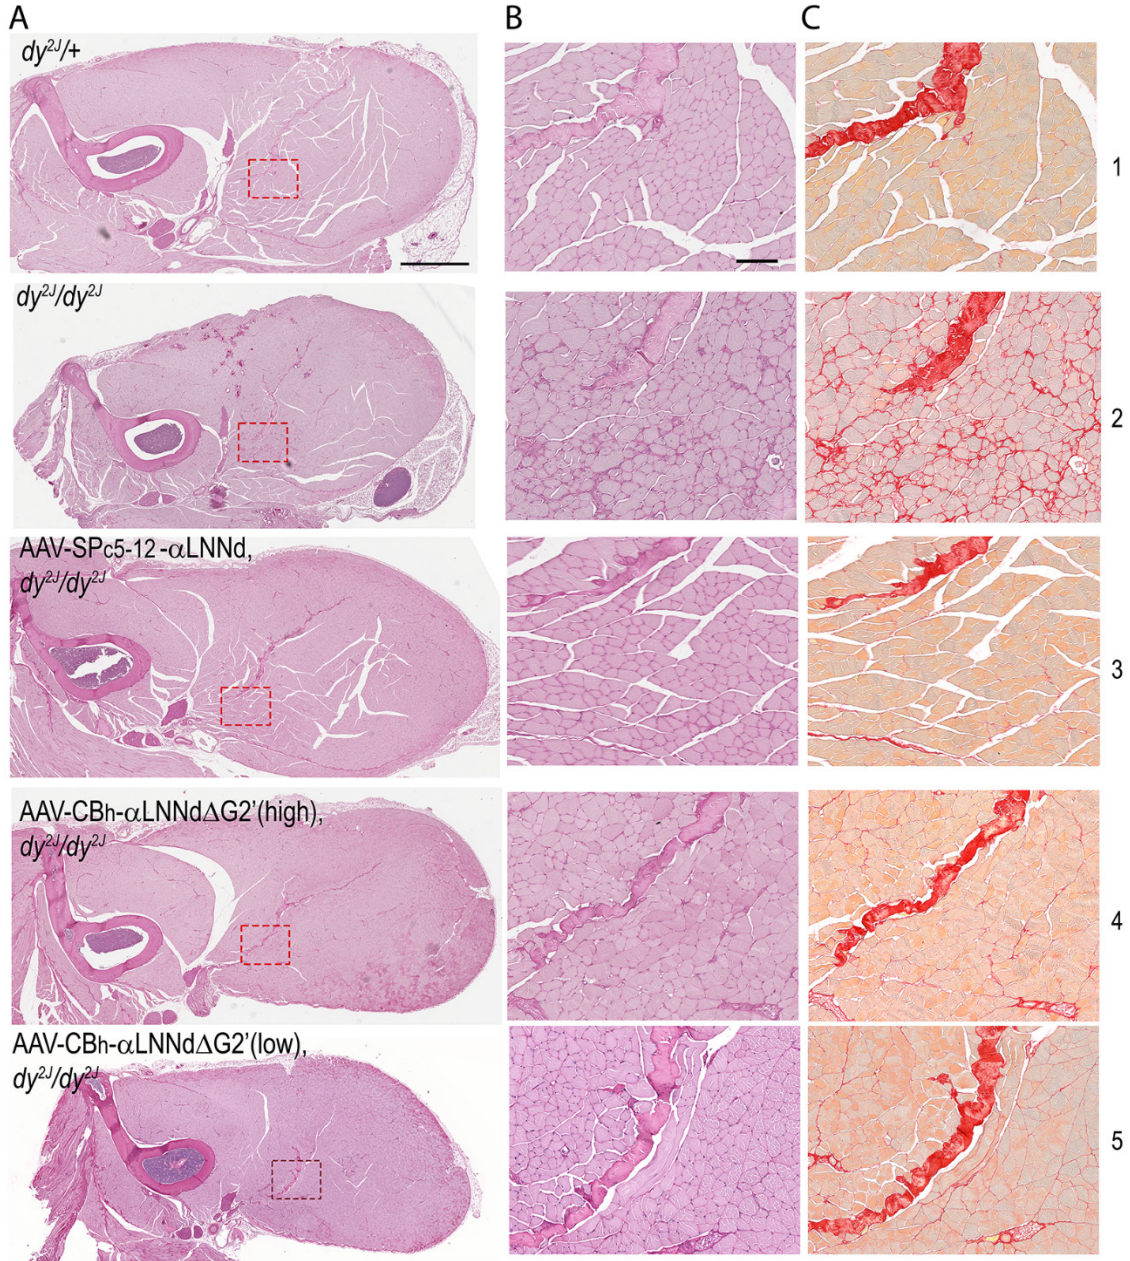 A B C
dy2J/+
1
dy2J/dy2J
2
AAV-SPc5-12-αLNNd,
dy2J/dy2J
3
AAV-CBh-αLNNdΔG2'(high),
dy2J/dy2J
4
AAV-CBh-αLNNdΔG2'(low),
dy2J/dy2J
5